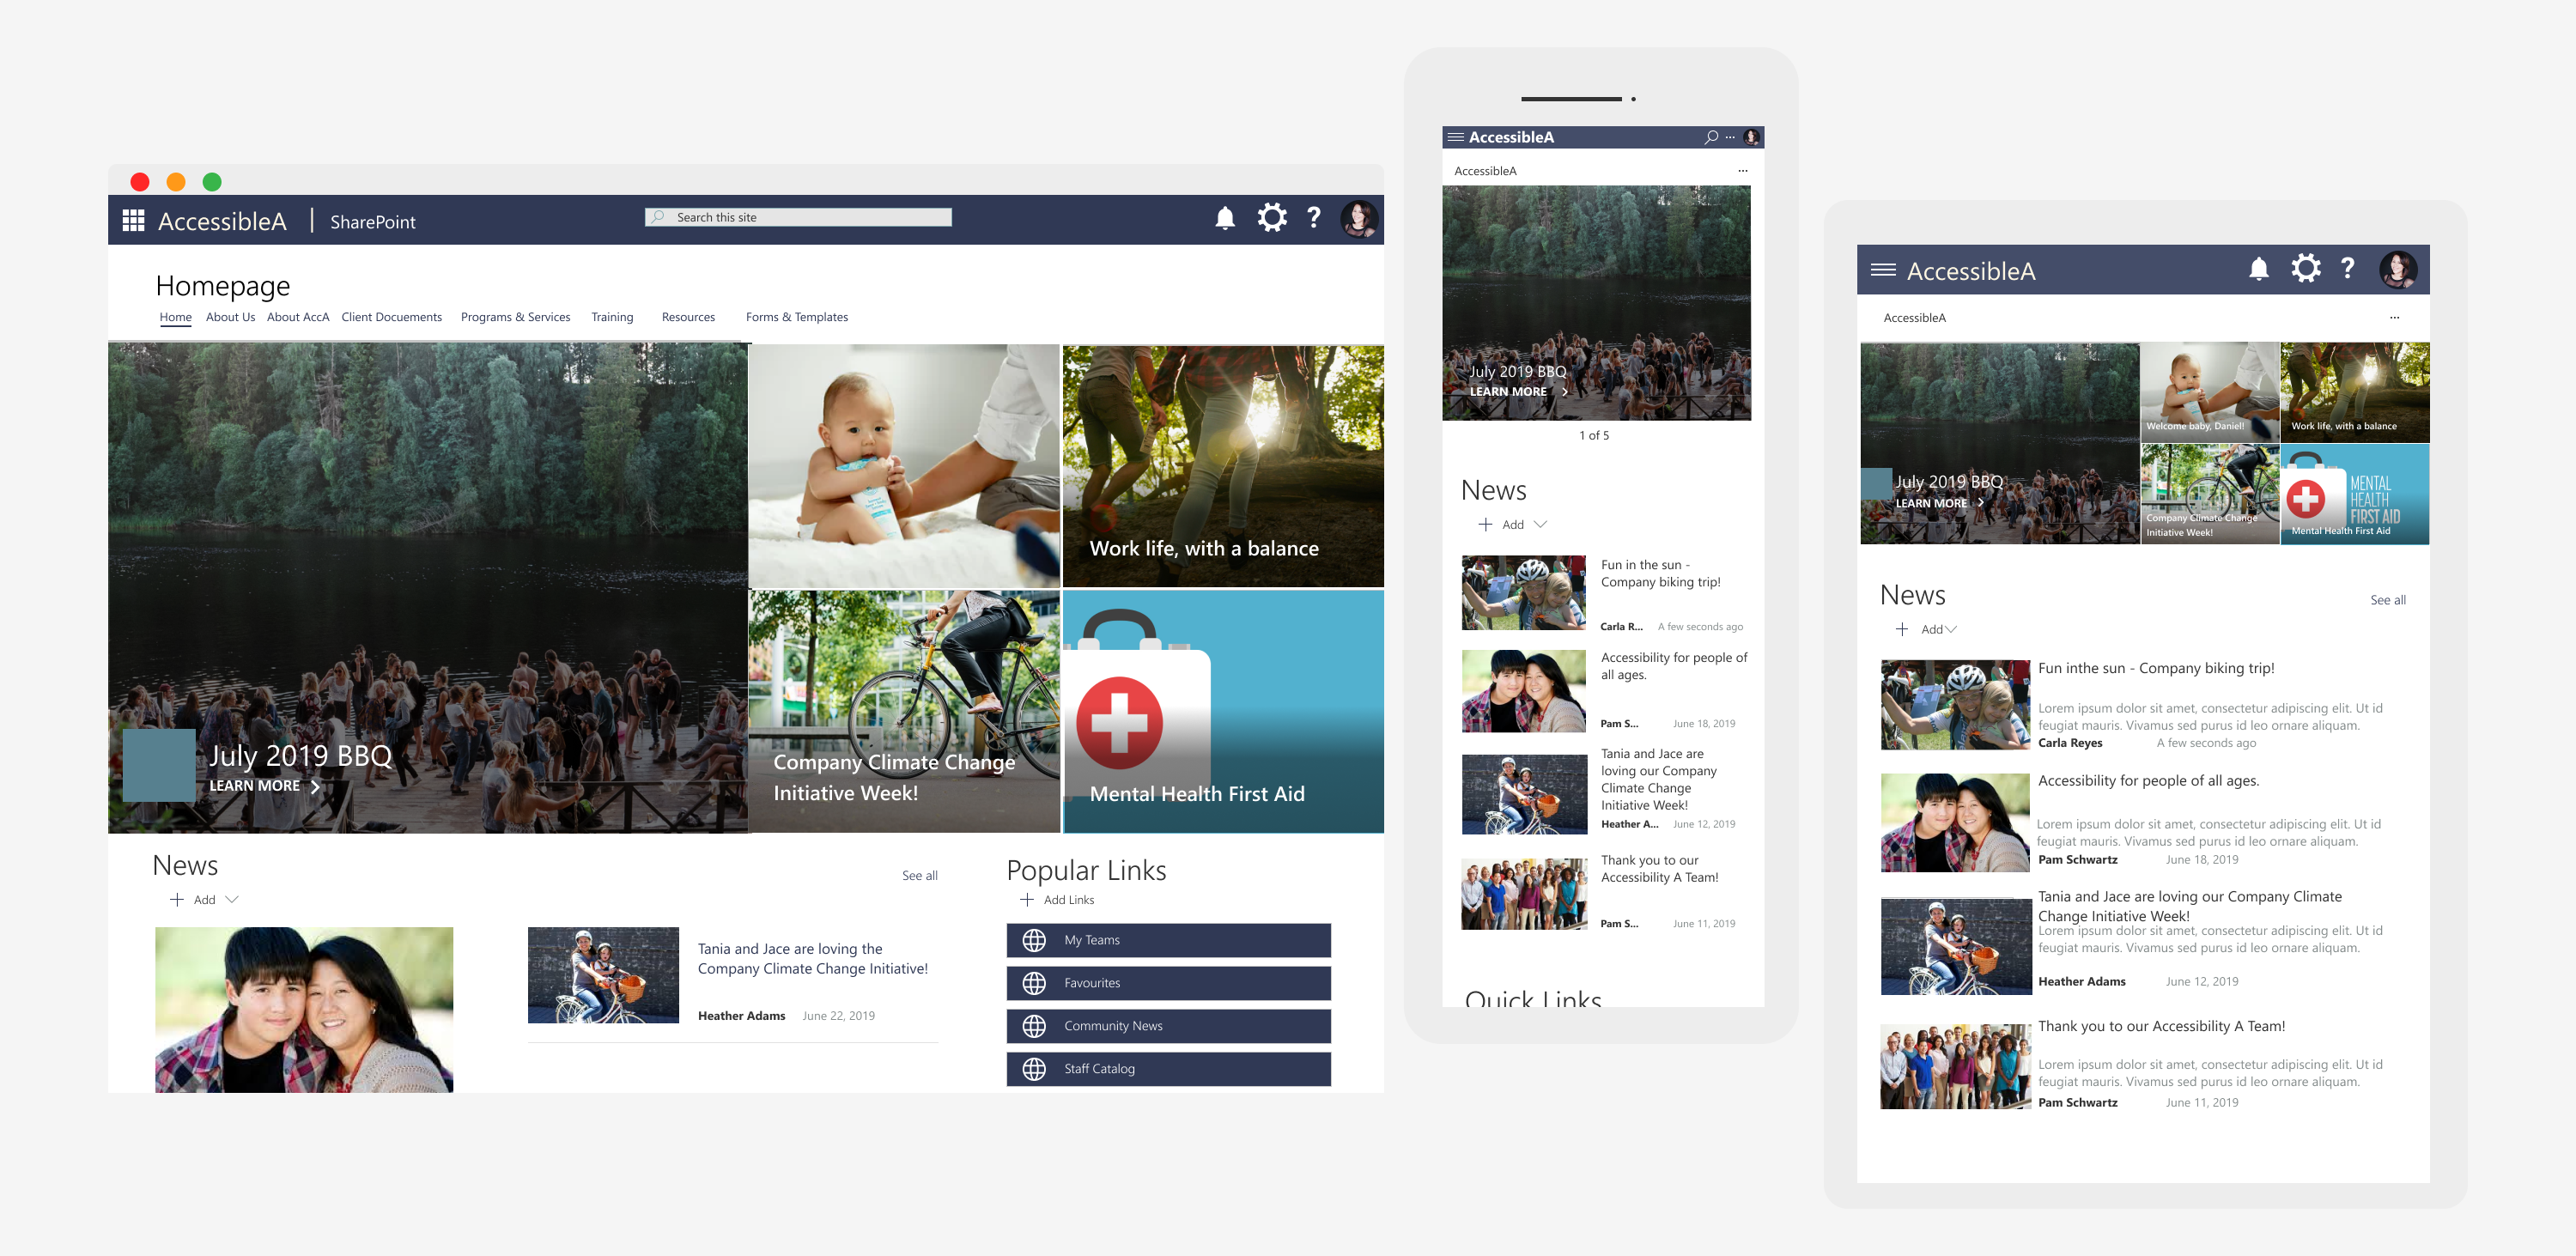 AccessibleA | SharePoint
Search this site
?
Homepage
Home About Us About AccA Client Docuements Programs & Services Training Resources Forms & Templates
July 2019 BBQ
LEARN MORE
Work life, with a balance
Company Climate Change
Initiative Week!
Mental Health First Aid
News
See all
Add
Tania and Jace are loving the
Company Climate Change Initiative!
Heather Adams June 22, 2019
Popular Links
Add Links
My Teams
Favourites
Community News
Staff Catalog
AccessibleA
AccessibleA
July 2019 BBQ
LEARN MORE
1 of 5
News
Add
Fun in the sun -
Company biking trip!
Carla R... A few seconds ago
Accessibility for people of
all ages.
Pam S... June 18, 2019
Tania and Jace are
loving our Company
Climate Change
Initiative Week!
Heather A... June 12, 2019
Thank you to our
Accessibility A Team!
Pam S... June 11, 2019
Quick Links
AccessibleA
?
AccessibleA
July 2019 BBQ
LEARN MORE
Welcome baby, Daniel!
Work life, with a balance
Company Climate Change
Initiative Week!
MENTAL
HEALTH
FIRST AID
Mental Health First Aid
News
See all
Add
Fun inthe sun - Company biking trip!
Lorem ipsum dolor sit amet, consectetur adipiscing elit. Ut id
feugiat mauris. Vivamus sed purus id leo ornare aliquam.
Carla Reyes A few seconds ago
Accessibility for people of all ages.
Lorem ipsum dolor sit amet, consectetur adipiscing elit. Ut id
feugiat mauris. Vivamus sed purus id leo ornare aliquam.
Pam Schwartz June 18, 2019
Tania and Jace are loving our Company Climate
Change Initiative Week!
Lorem ipsum dolor sit amet, consectetur adipiscing elit. Ut id
feugiat mauris. Vivamus sed purus id leo ornare aliquam.
Heather Adams June 12, 2019
Thank you to our Accessibility A Team!
Lorem ipsum dolor sit amet, consectetur adipiscing elit. Ut id
feugiat mauris. Vivamus sed purus id leo ornare aliquam.
Pam Schwartz June 11, 2019